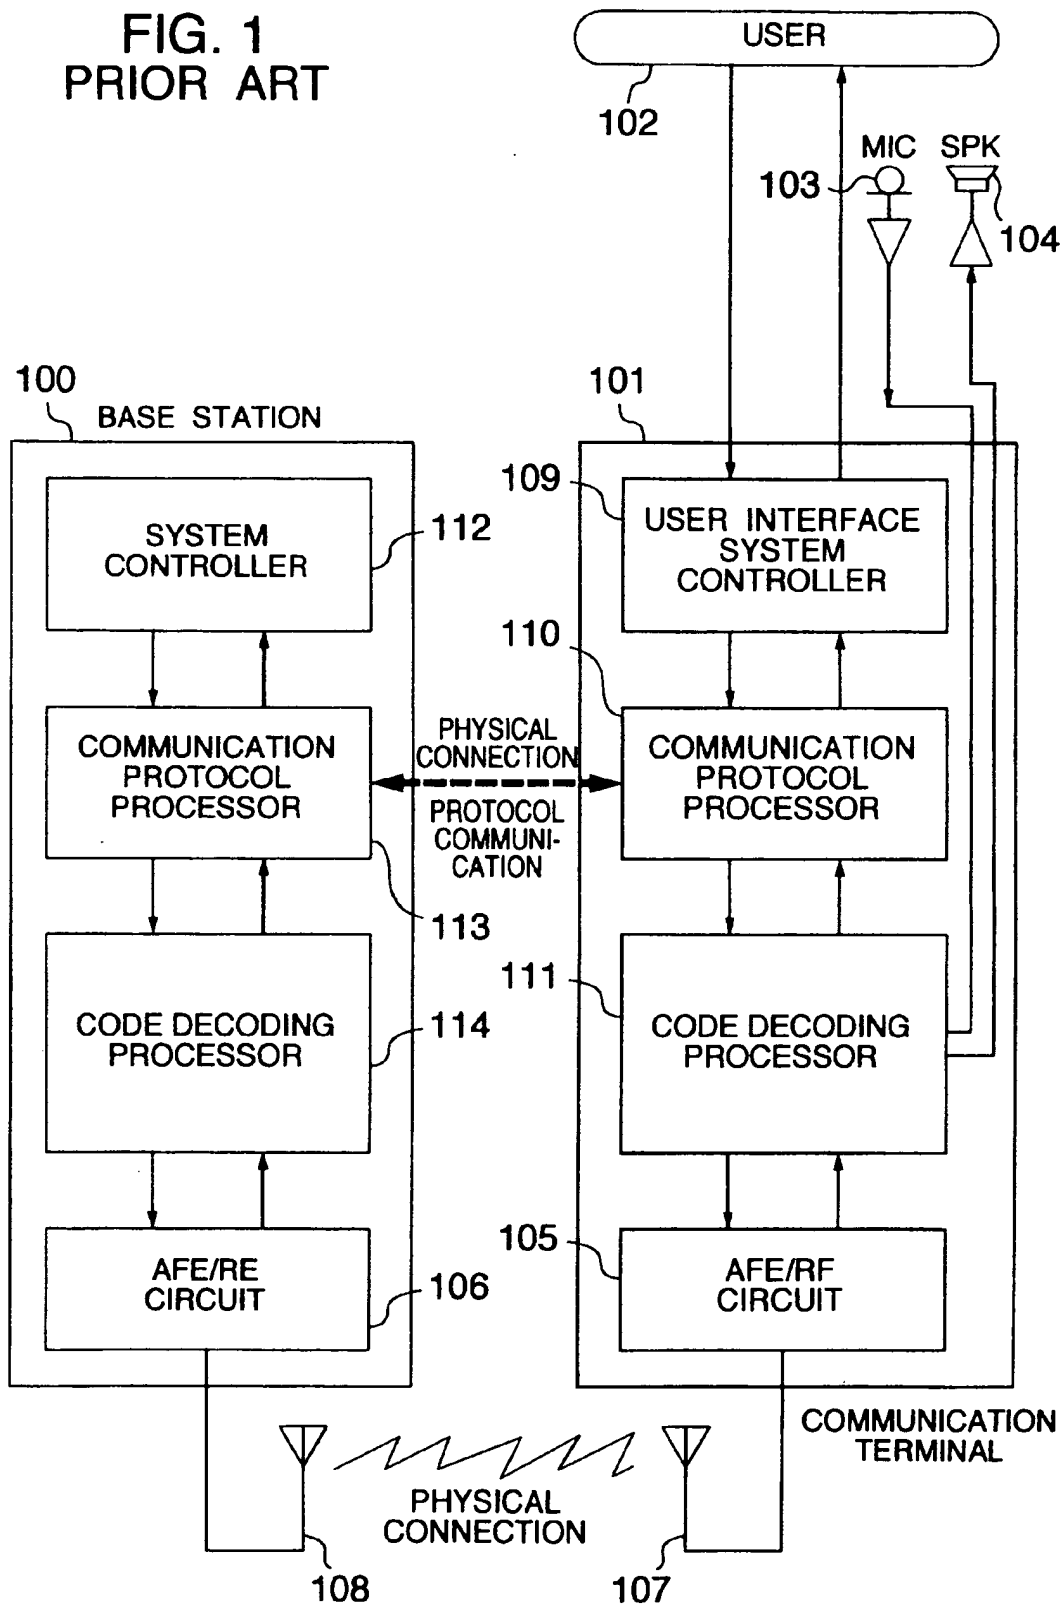 FIG. 1
PRIOR ART
USER
102
MIC
SPK
103
104
100
BASE STATION
101
109
SYSTEM
CONTROLLER
112
USER INTERFACE
SYSTEM
CONTROLLER
110
COMMUNICATION
PROTOCOL
PROCESSOR
PHYSICAL
CONNECTION
PROTOCOL
COMMUNI-
CATION
COMMUNICATION
PROTOCOL
PROCESSOR
113
111
CODE DECODING
PROCESSOR
114
CODE DECODING
PROCESSOR
105
AFE/RE
CIRCUIT
106
AFE/RF
CIRCUIT
COMMUNICATION
TERMINAL
PHYSICAL
CONNECTION
108
107